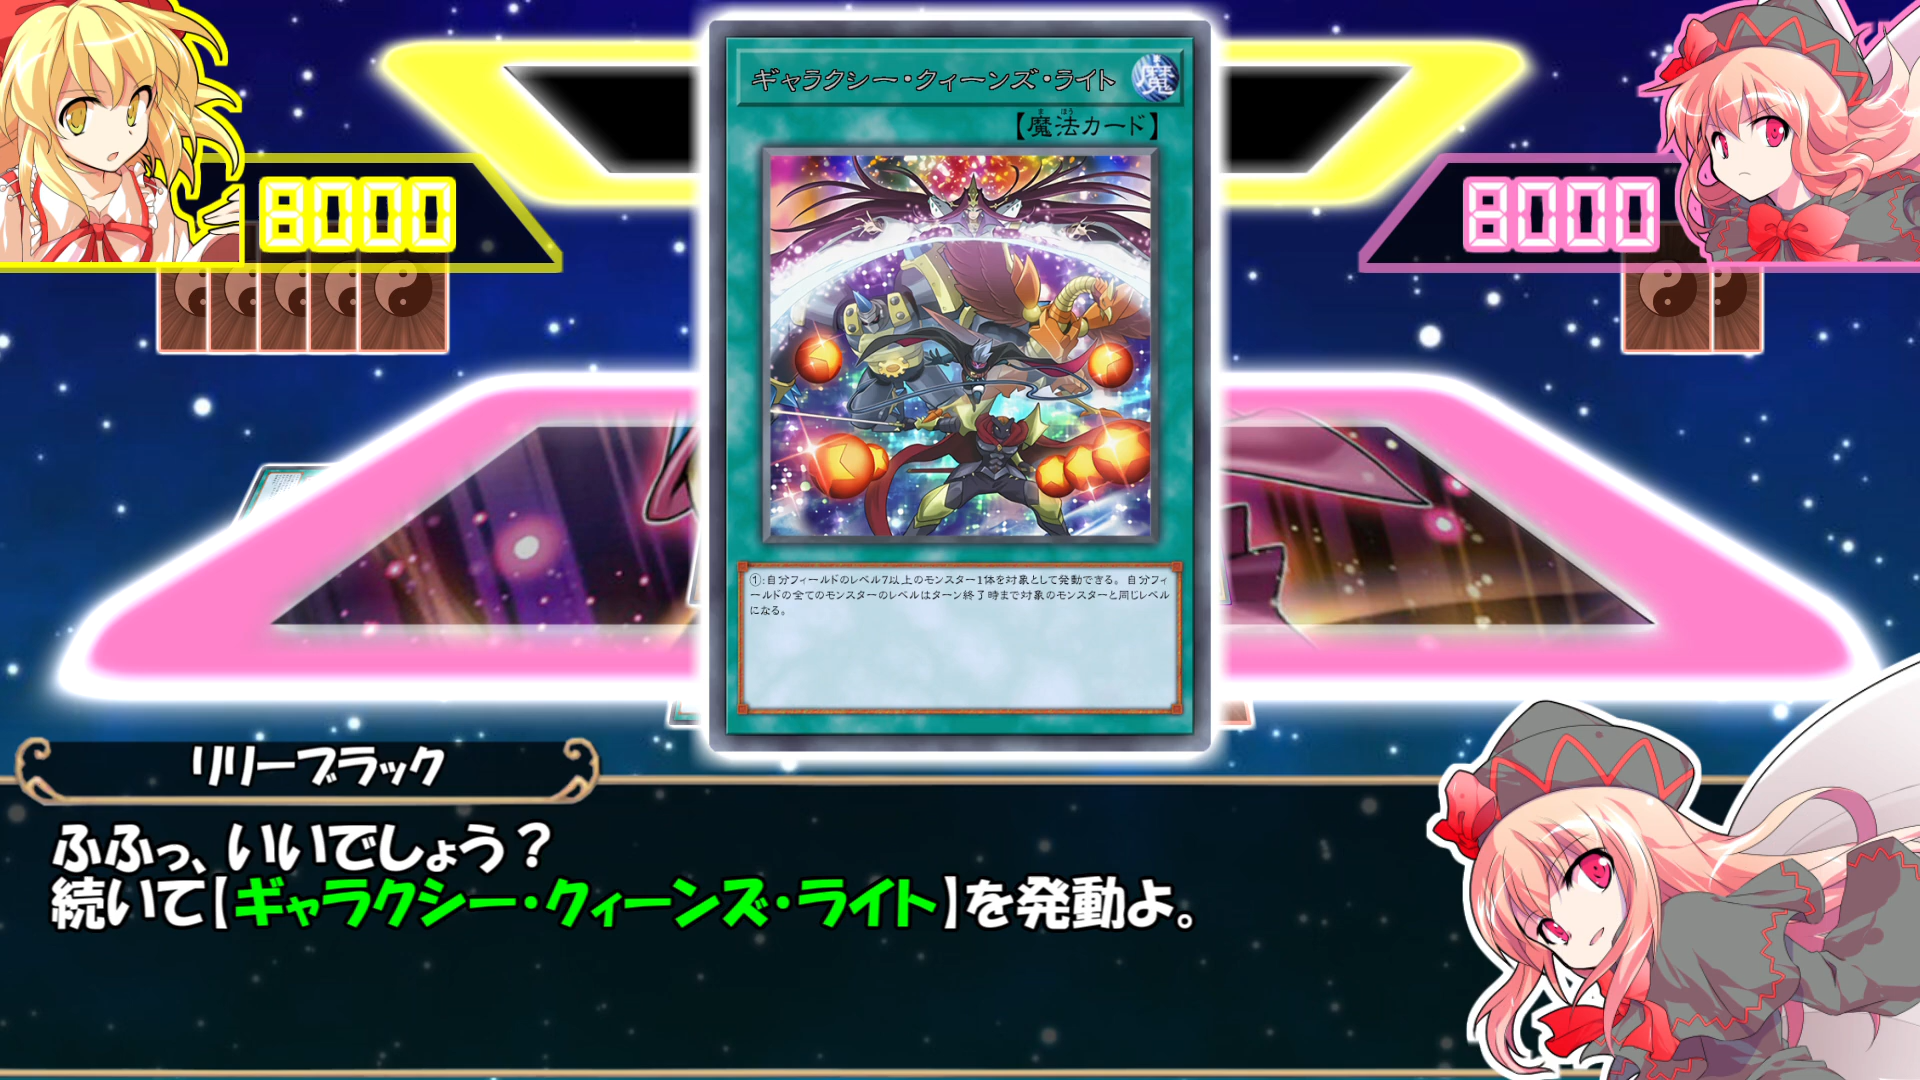 ギャラクシー・クィーンズ・ライト
魔
【魔法カード】
8000
8000
①:自分フィールドのレベル7以上のモンスター1体を対象として発動できる。自分フィ
ールドの全てのモンスターのレベルはターン終了時まで対象のモンスターと同じレベル
になる。
リリーブラック
ふふっ、いいでしょう？
続いて【ギャラクシー・クィーンズ・ライト】を発動よ。